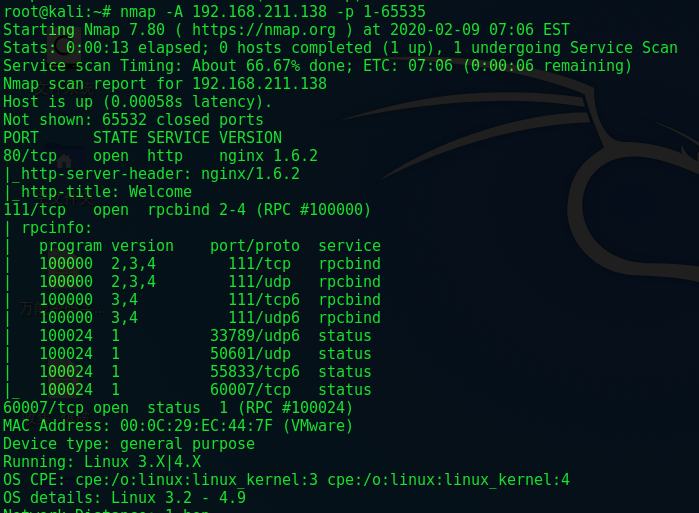 root@kali:~# nmap -A 192.168.211.138 -p 1-65535
Starting Nmap 7.80 ( https://nmap.org ) at 2020-02-09 07:06 EST
Stats: 0:00:13 elapsed; 0 hosts completed (1 up), 1 undergoing Service Scan
Service scan Timing: About 66.67% done; ETC: 07:06 (0:00:06 remaining)
Nmap scan report for 192.168.211.138
Host is up (0.00058s latency).
Not shown: 65532 closed ports
PORT      STATE SERVICE VERSION
80/tcp    open  http    nginx 1.6.2
|_http-server-header: nginx/1.6.2
|_http-title: Welcome
111/tcp   open  rpcbind 2-4 (RPC #100000)
| rpcinfo:
|   program version    port/proto  service
|   100000  2,3,4        111/tcp   rpcbind
|   100000  2,3,4        111/udp   rpcbind
|   100000  3,4          111/tcp6  rpcbind
|   100000  3,4          111/udp6  rpcbind
|   100024  1          33789/udp6  status
|   100024  1          50601/udp   status
|   100024  1          55833/tcp6  status
|_  100024  1          60007/tcp   status
60007/tcp open  status  1 (RPC #100024)
MAC Address: 00:0C:29:EC:44:7F (VMware)
Device type: general purpose
Running: Linux 3.X|4.X
OS CPE: cpe:/o:linux:linux_kernel:3 cpe:/o:linux:linux_kernel:4
OS details: Linux 3.2 - 4.9
Network Distance: 1 hop